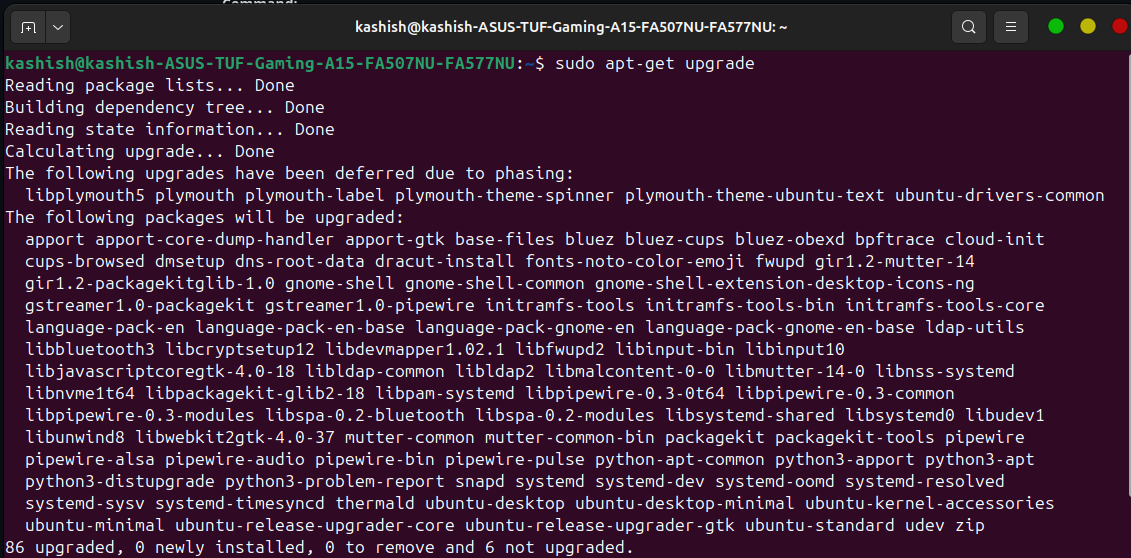 Command:
kashish@kashish-ASUS-TUF-Gaming-A15-FA507NU-FA577NU: ~
kashish@kashish-ASUS-TUF-Gaming-A15-FA507NU-FA577NU:~$ sudo apt-get upgrade
Reading package lists... Done
Building dependency tree... Done
Reading state information... Done
Calculating upgrade... Done
The following upgrades have been deferred due to phasing:
  libplymouth5 plymouth plymouth-label plymouth-theme-spinner plymouth-theme-ubuntu-text ubuntu-drivers-common
The following packages will be upgraded:
  apport apport-core-dump-handler apport-gtk base-files bluez bluez-cups bluez-obexd bpftrace cloud-init
  cups-browsed dmsetup dns-root-data dracut-install fonts-noto-color-emoji fwupd gir1.2-mutter-14
  gir1.2-packagekitglib-1.0 gnome-shell gnome-shell-common gnome-shell-extension-desktop-icons-ng
  gstreamer1.0-packagekit gstreamer1.0-pipewire initramfs-tools initramfs-tools-bin initramfs-tools-core
  language-pack-en language-pack-en-base language-pack-gnome-en language-pack-gnome-en-base ldap-utils
  libbluetooth3 libcryptsetup12 libdevmapper1.02.1 libfwupd2 libinput-bin libinput10
  libjavascriptcoregtk-4.0-18 libldap-common libldap2 libmalcontent-0-0 libmutter-14-0 libnss-systemd
  libnvme1t64 libpackagekit-glib2-18 libpam-systemd libpipewire-0.3-0t64 libpipewire-0.3-common
  libpipewire-0.3-modules libspa-0.2-bluetooth libspa-0.2-modules libsystemd-shared libsystemd0 libudev1
  libunwind8 libwebkit2gtk-4.0-37 mutter-common mutter-common-bin packagekit packagekit-tools pipewire
  pipewire-alsa pipewire-audio pipewire-bin pipewire-pulse python-apt-common python3-apport python3-apt
  python3-distupgrade python3-problem-report snapd systemd systemd-dev systemd-oomd systemd-resolved
  systemd-sysv systemd-timesyncd thermald ubuntu-desktop ubuntu-desktop-minimal ubuntu-kernel-accessories
  ubuntu-minimal ubuntu-release-upgrader-core ubuntu-release-upgrader-gtk ubuntu-standard udev zip
86 upgraded, 0 newly installed, 0 to remove and 6 not upgraded.